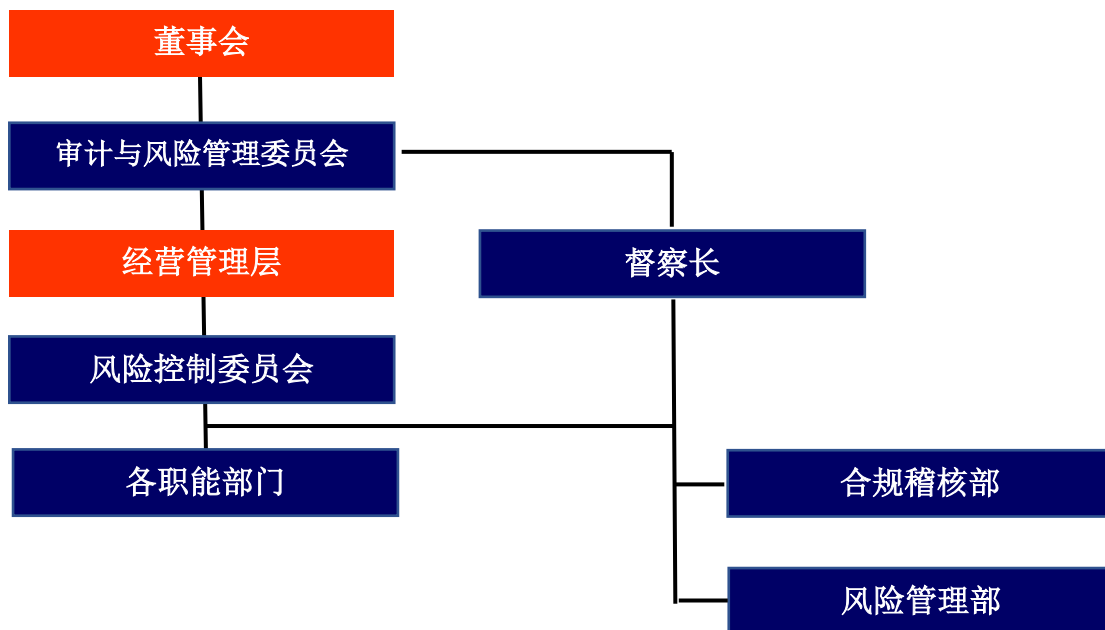 董事会
审计与风险管理委员会
经营管理层
督察长
风险控制委员会
各职能部门
合规稽核部
风险管理部